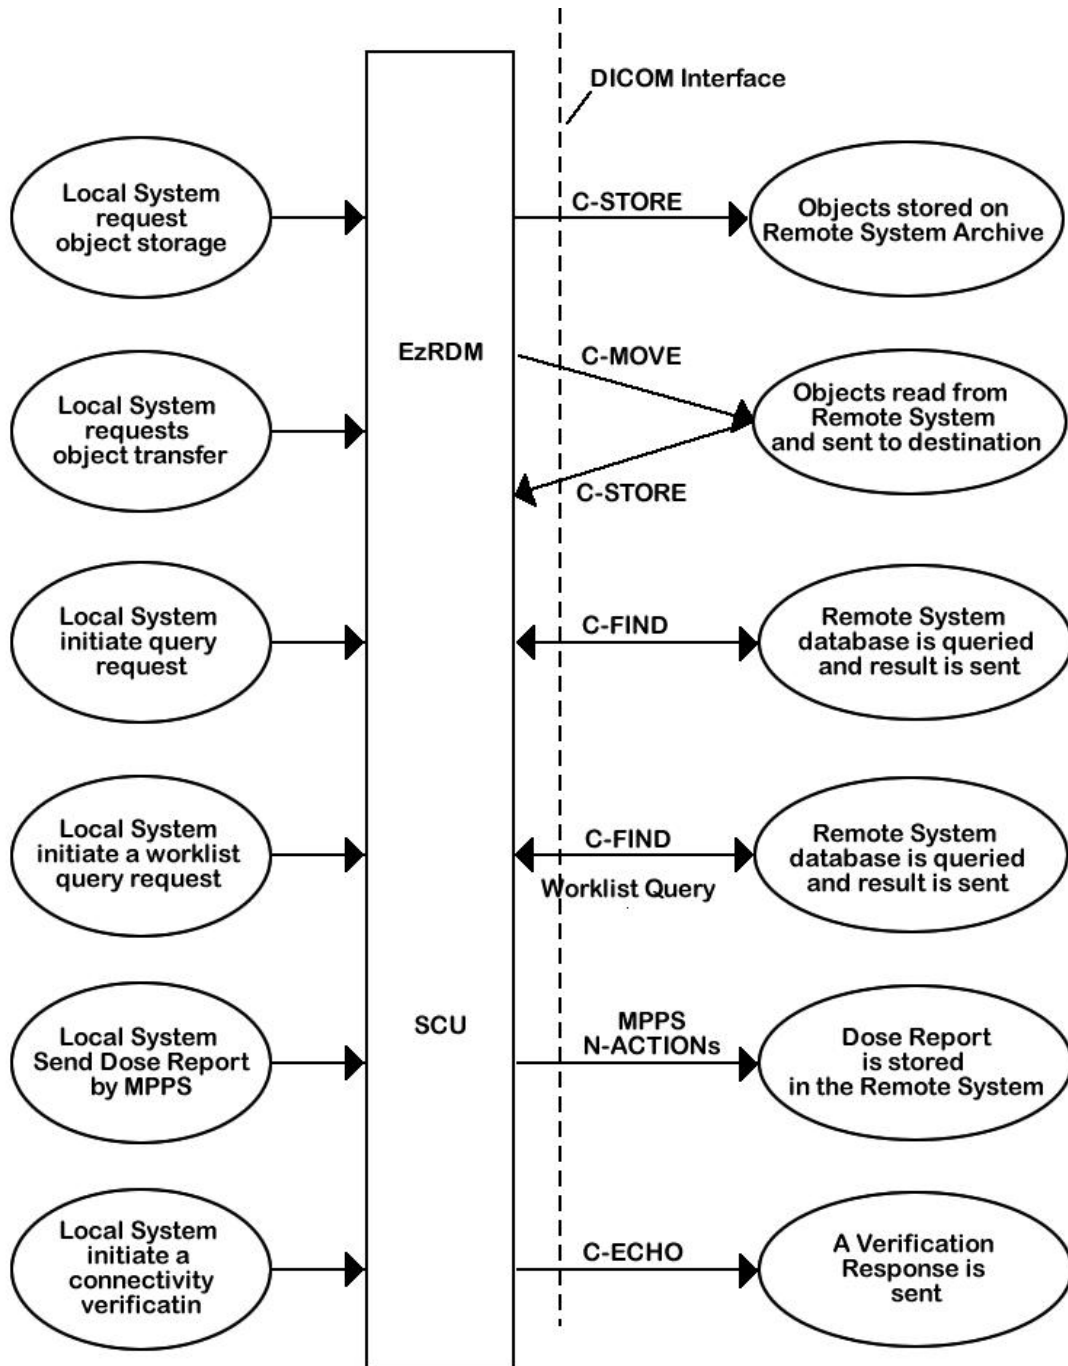 DICOM Interface
Local System
request
object storage
C-STORE
Objects stored on
Remote System Archive
EzRDM
Local System
requests
object transfer
C-MOVE
C-STORE
Objects read from
Remote System
and sent to destination
Local System
initiate query
request
C-FIND
Remote System
database is queried
and result is sent
Local System
initiate a worklist
query request
C-FIND
Worklist Query
Remote System
database is queried
and result is sent
SCU
Local System
Send Dose Report
by MPPS
MPPS
N-ACTIONs
Dose Report
is stored
in the Remote System
Local System
initiate a
connectivity
verificatin
C-ECHO
A Verification
Response is
sent